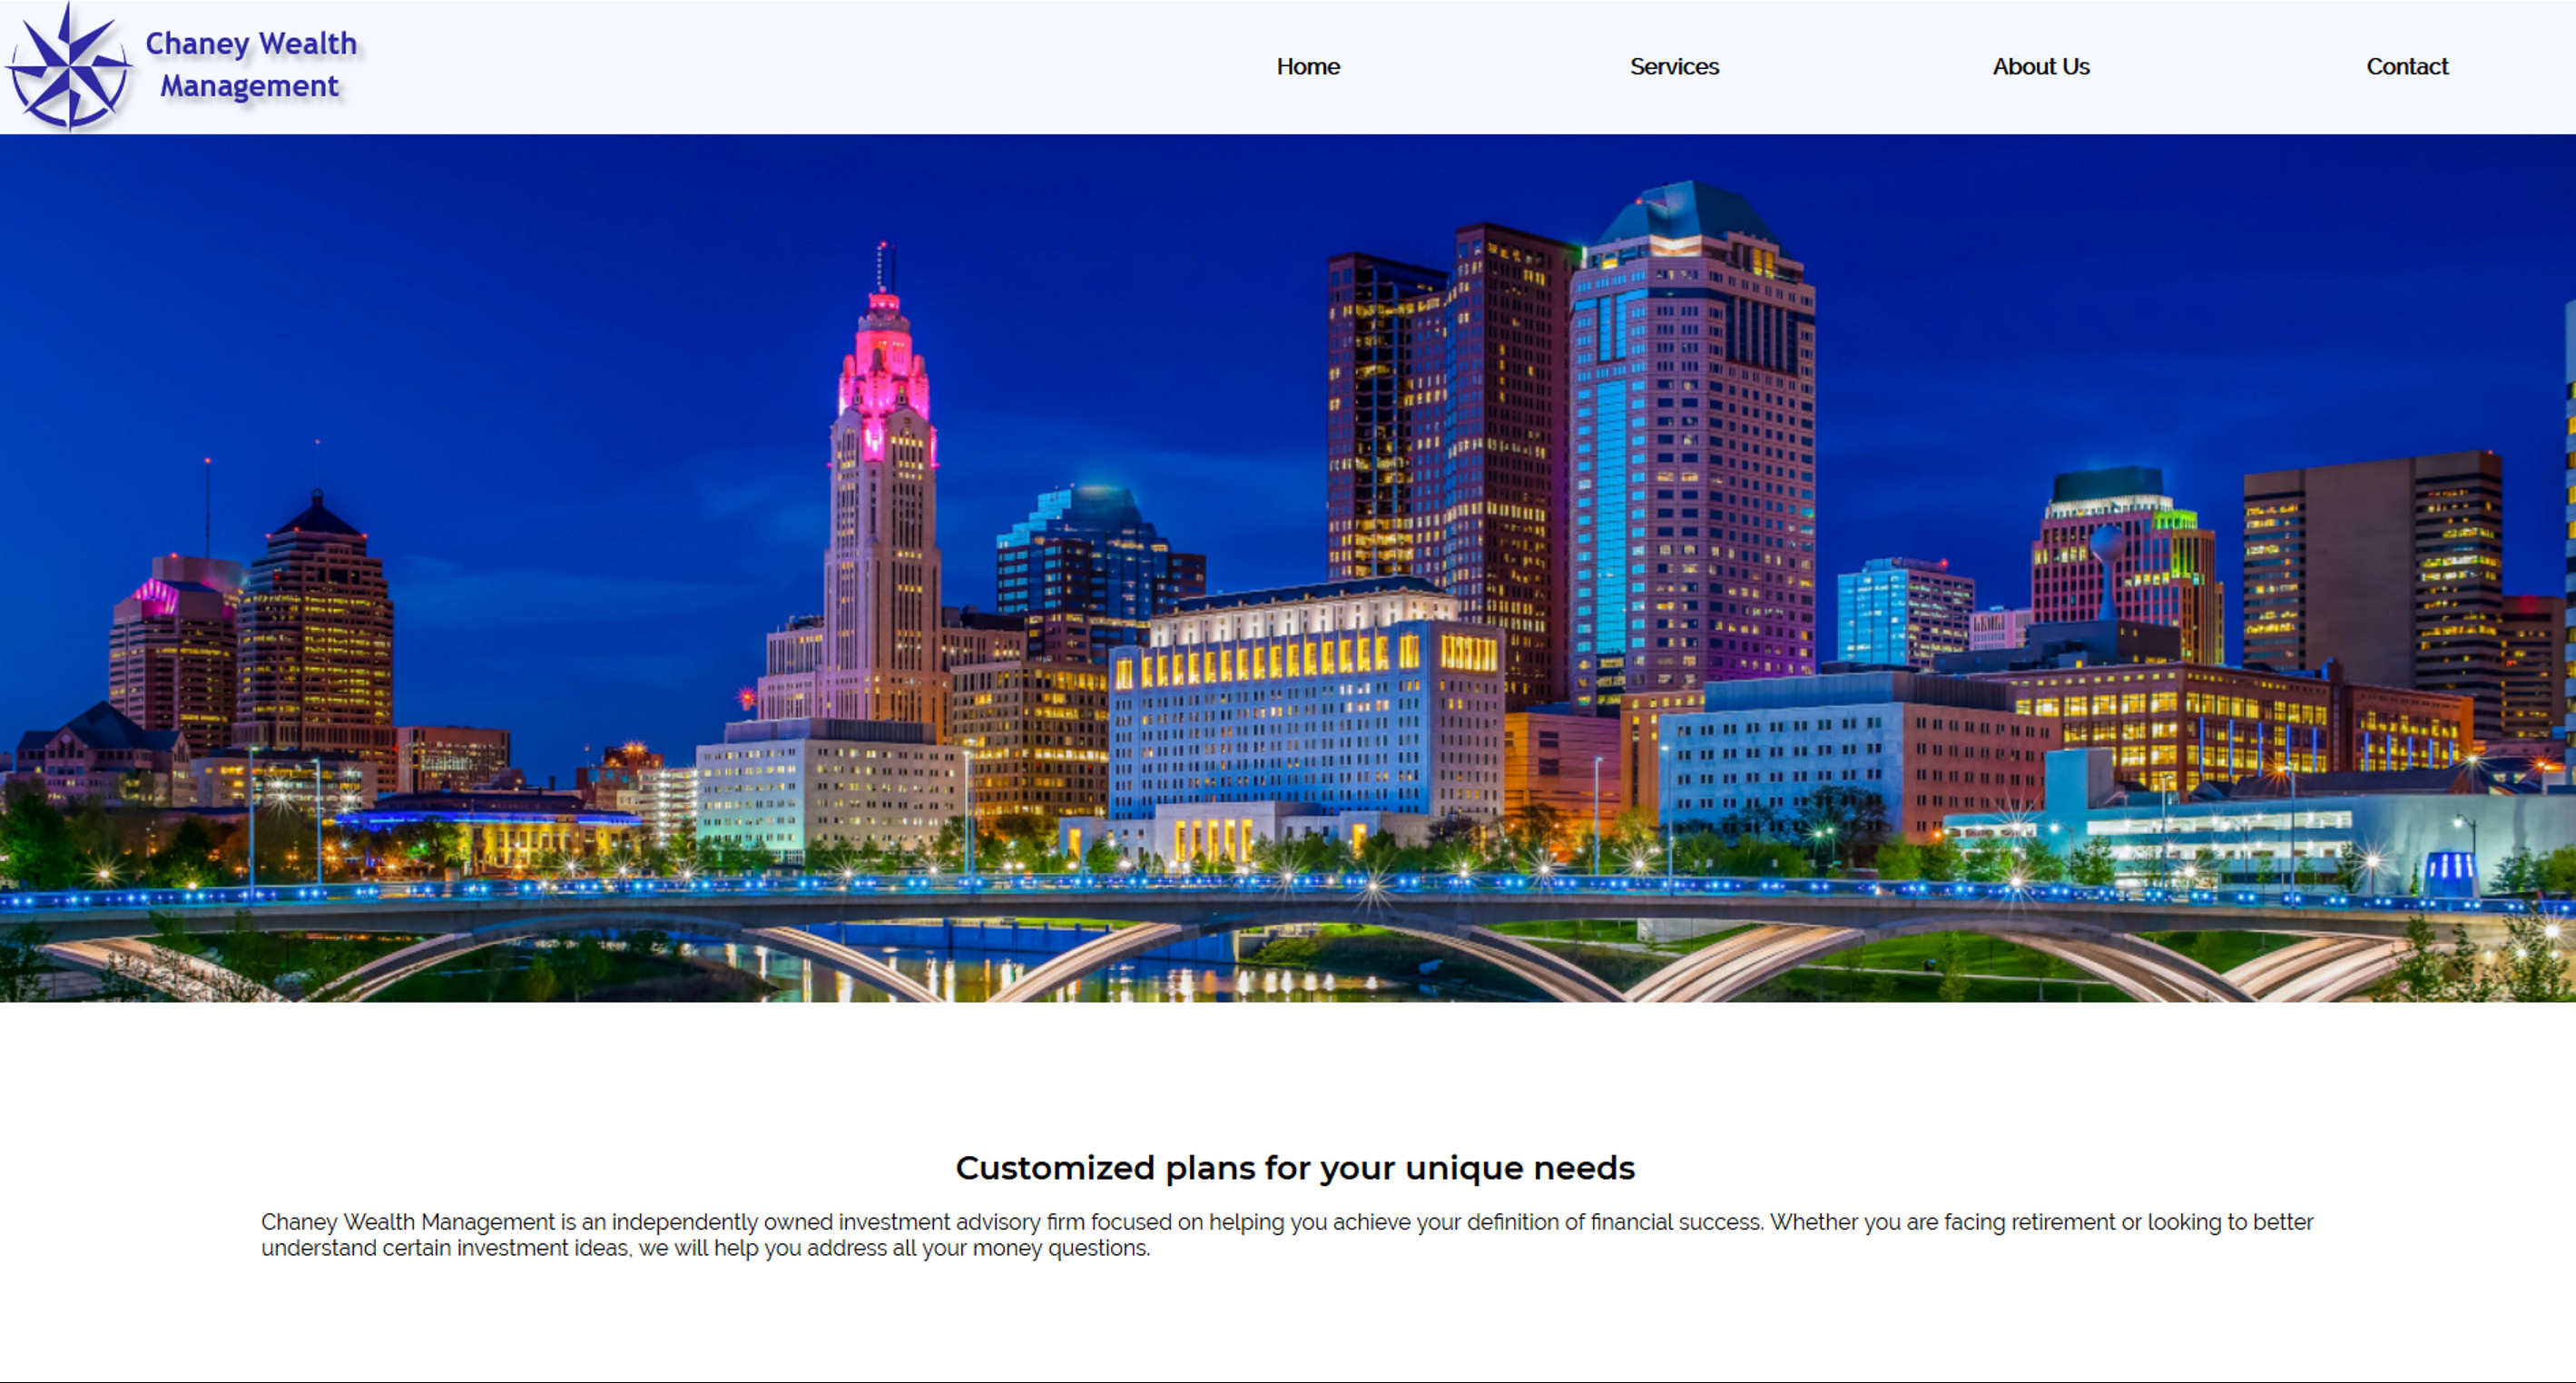 Chaney Wealth
Management
Home
Services
About Us
Contact
Customized plans for your unique needs
Chaney Wealth Management is an independently owned investment advisory firm focused on helping you achieve your definition of financial success. Whether you are facing retirement or looking to better
understand certain investment ideas, we will help you address all your money questions.